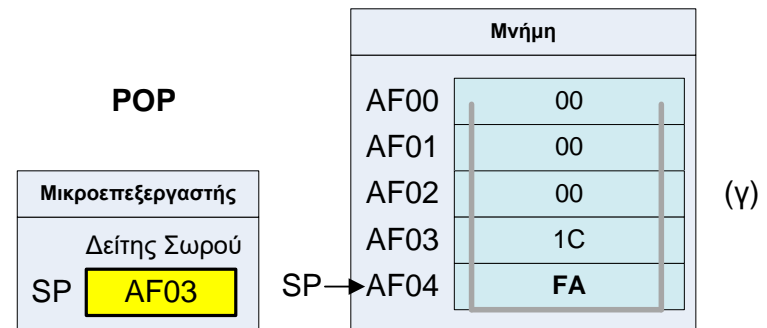 POP
Μικροεπεξεργαστής
Δείτης Σωρού
SP AF03
Μνήμη
AF00 00
AF01 00
AF02 00
AF03 1C
SP AF04 FA
(γ)